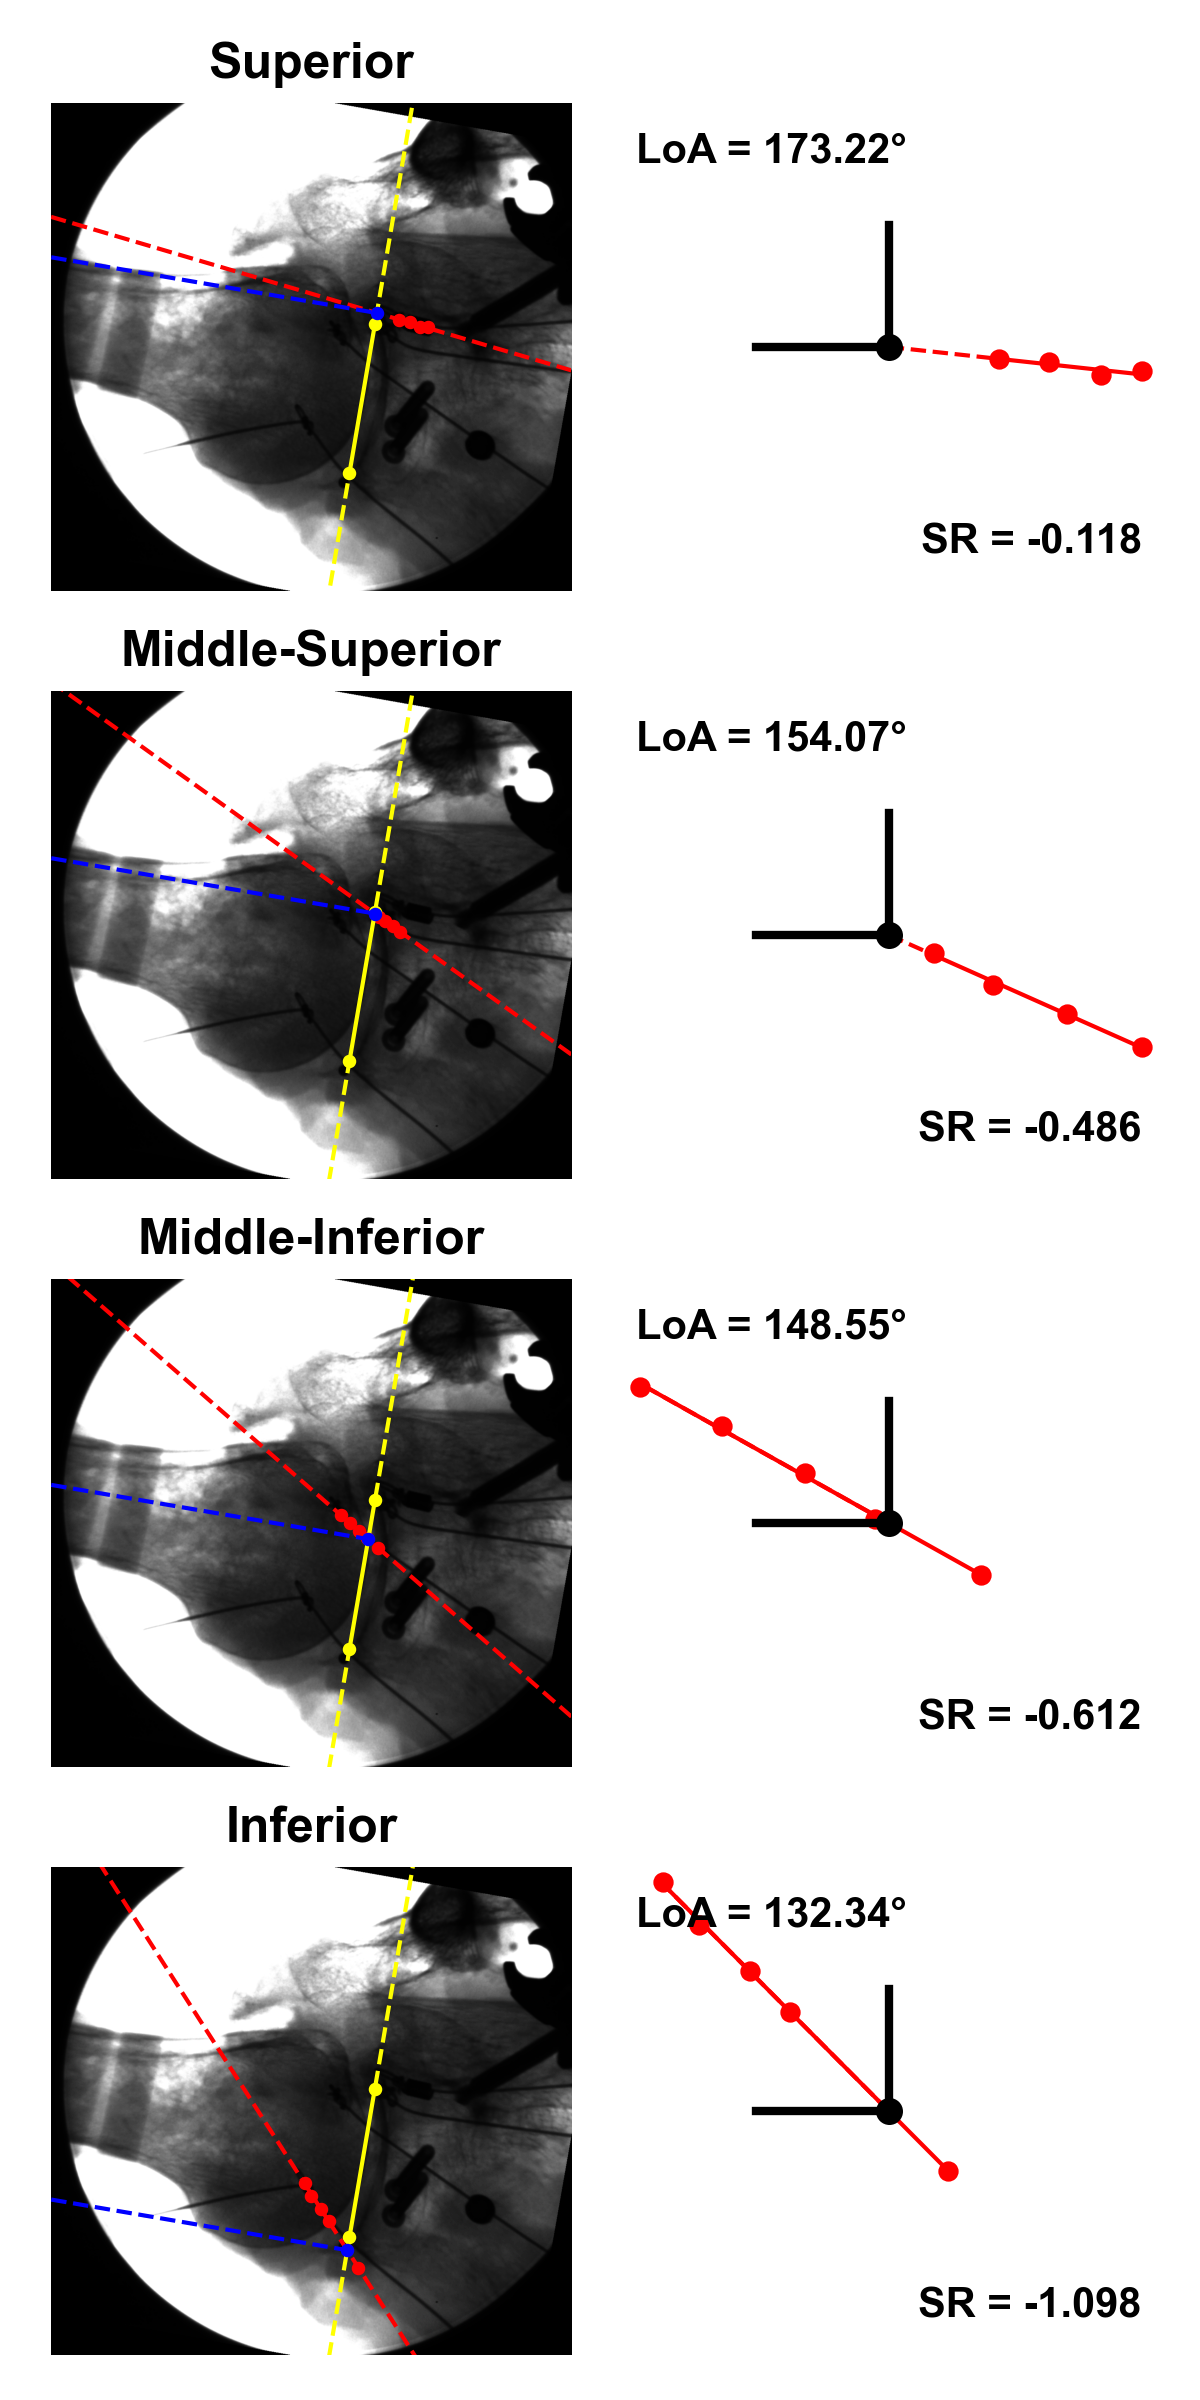 Superior
LoA = 173.22°
SR = -0.118
Middle-Superior
LoA = 154.07°
SR = -0.486
Middle-Inferior
LoA = 148.55°
SR = -0.612
Inferior
LoA = 132.34°
SR = -1.098